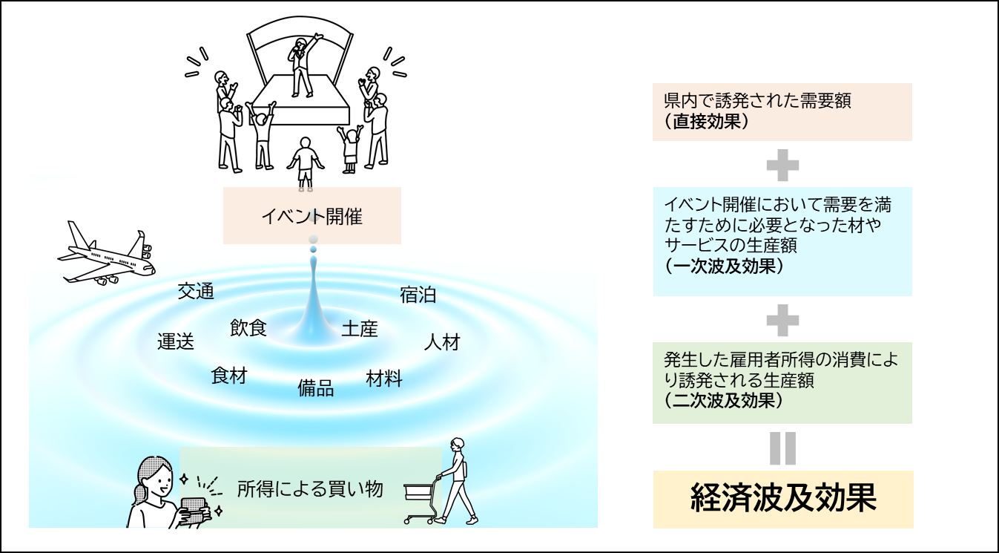 イベント開催
交通
宿泊
飲食
土産
運送
人材
食材
備品
材料
所得による買い物
県内で誘発された需要額
(直接効果)
イベント開催において需要を満
たすために必要となった材や
サービスの生産額
(一次波及効果)
発生した雇用者所得の消費によ
り誘発される生産額
(二次波及効果)
経済波及効果